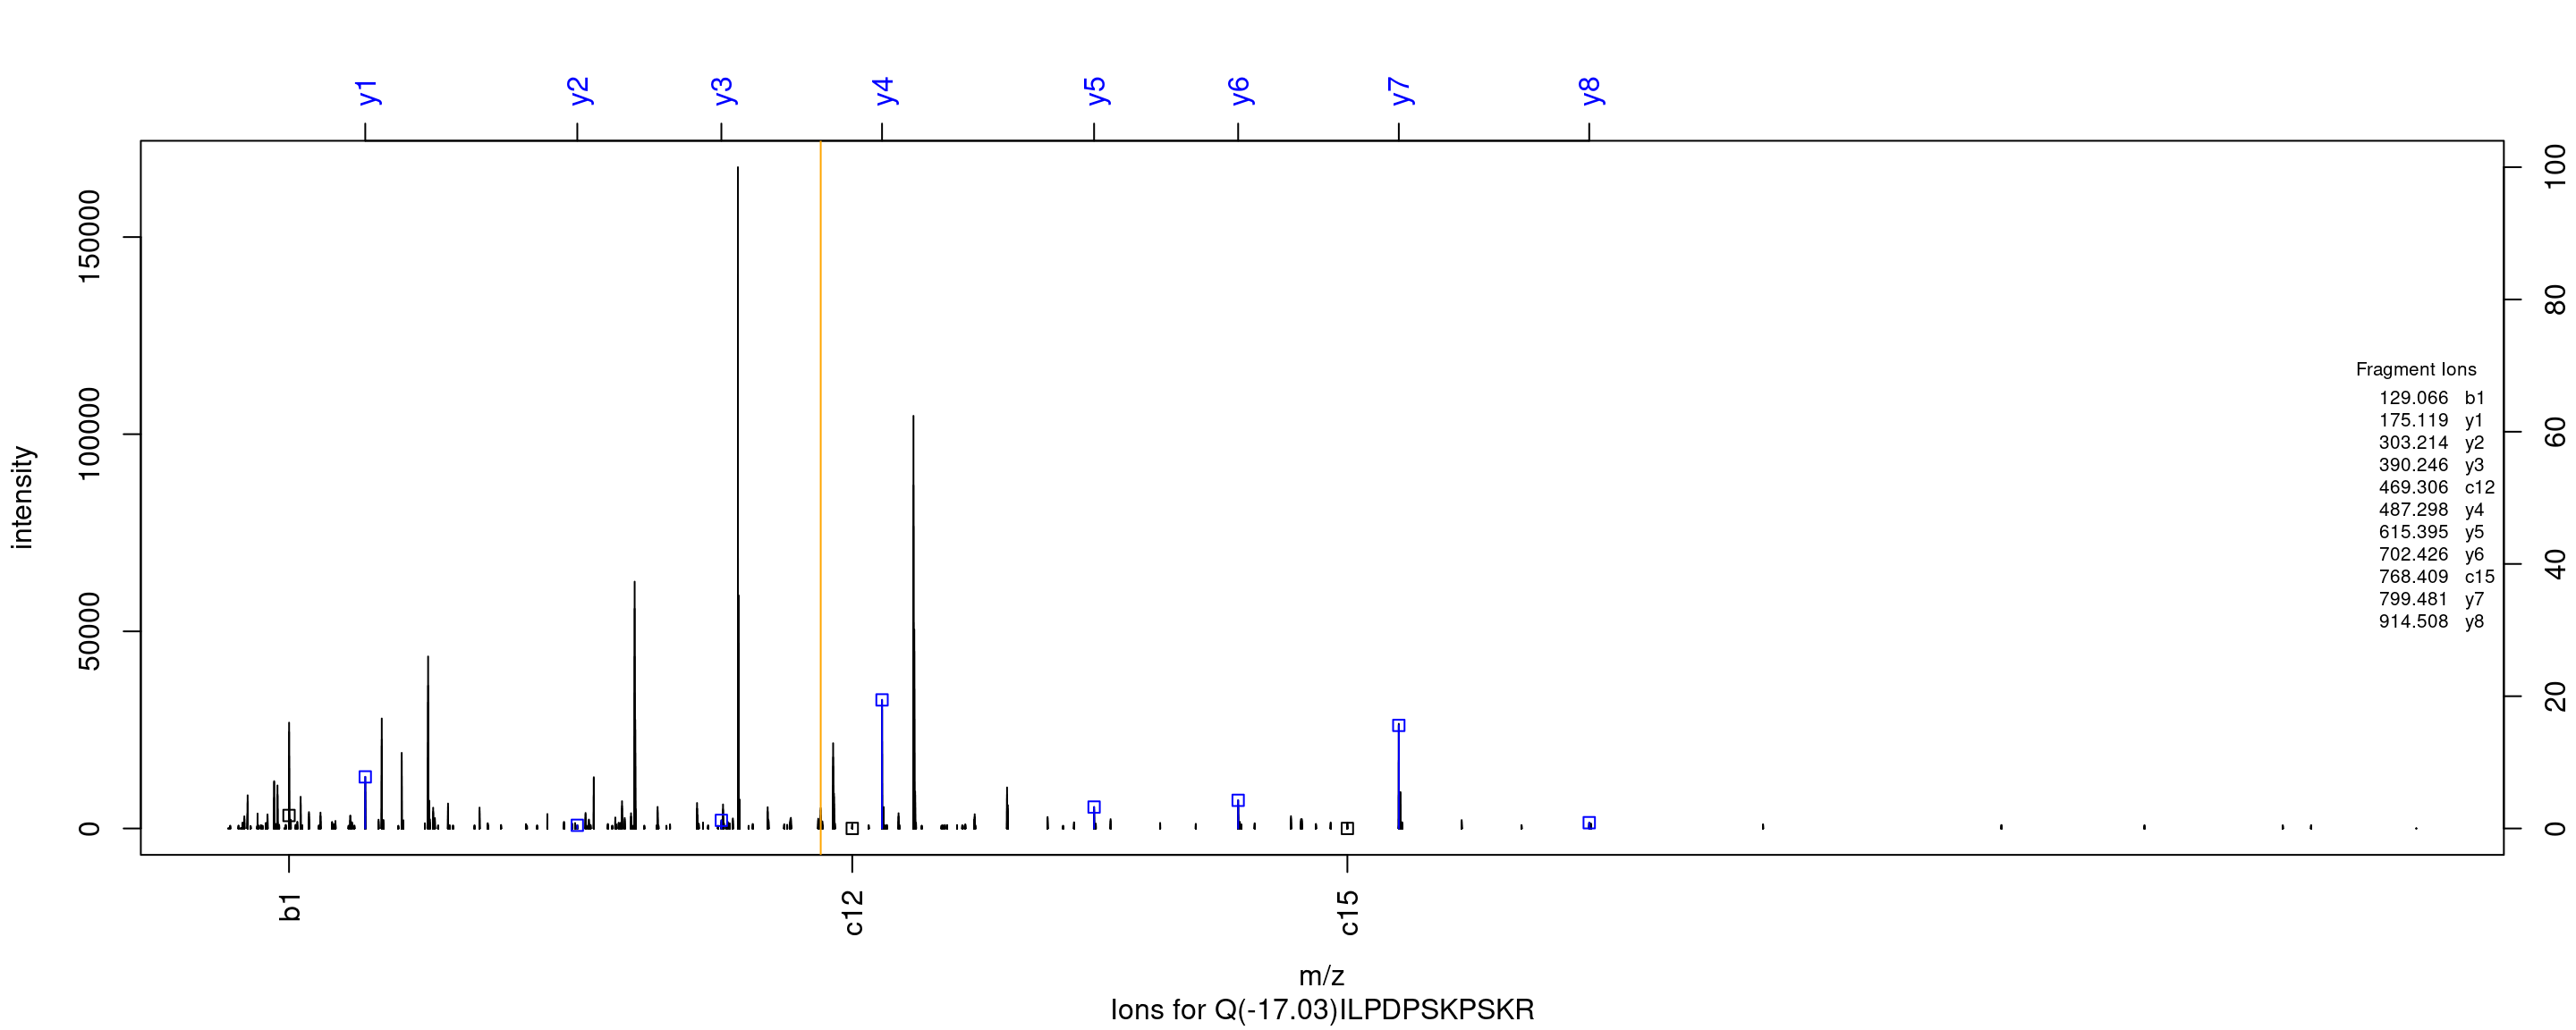 y1 y2 y3 y4 y5 y6 y7 y8
intensity
0 50000 100000 150000
0 20 40 60 80 100
Fragment Ions
129.066 b1
175.119 y1
303.214 y2
390.246 y3
469.306 c12
487.298 y4
615.395 y5
702.426 y6
768.409 c15
799.481 y7
914.508 y8
b1 c12 c15
m/z
Ions for Q(-17.03)ILPDPSKPSKR